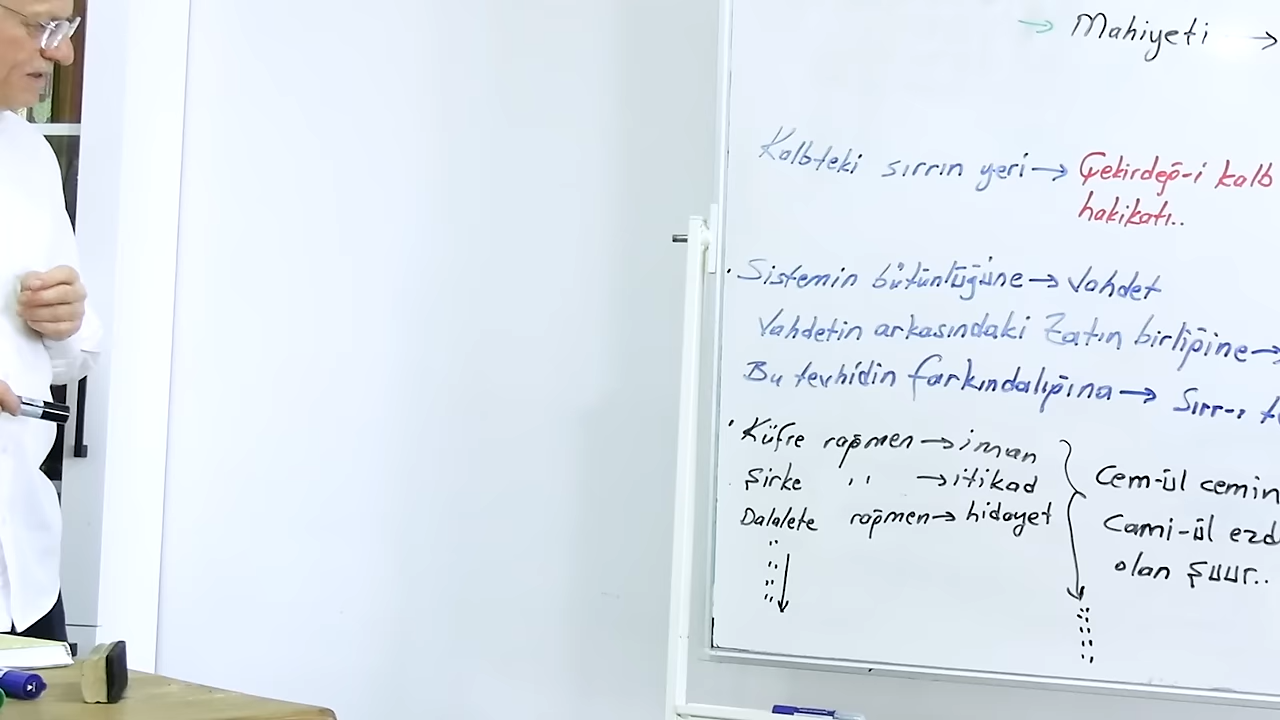 → Mahiyeti →
Kalbteki sırrın yeri → Çekirdeğ-i kalb
hakikatı..
. Sistemin bütünlüğüne → Vahdet
Vahdetin arkasındaki Zatın birliğine →
Bu tevhidin farkındalığına → Sırr-ı
. Küfre rağmen → iman
Şirke ,, → itikad
Dalalete rağmen → hidayet
Cem-ül cemin
Cami-ül ezd
olan şuur..